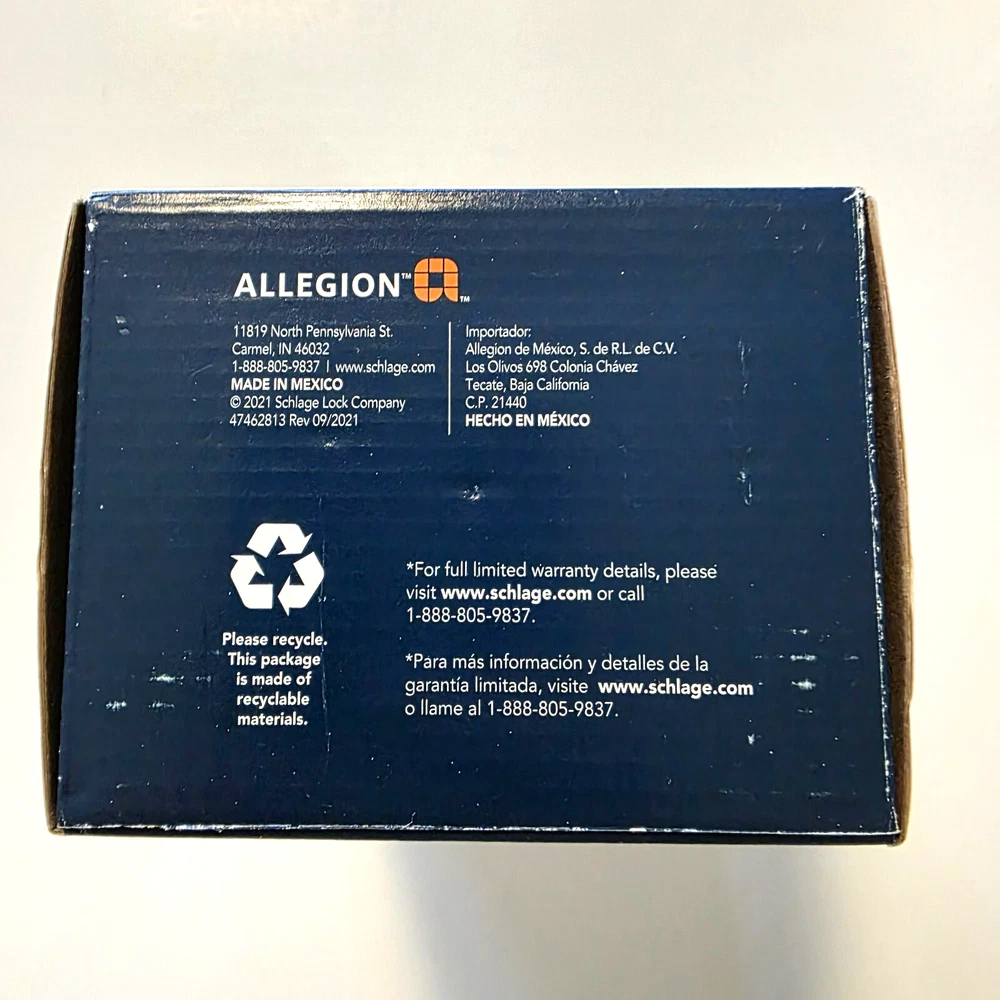 ALLEGION™
11819 North Pennsylvania St.
Carmel, IN 46032
1-888-805-9837 | www.schlage.com
MADE IN MEXICO
© 2021 Schlage Lock Company
47462813 Rev 09/2021
Importador:
Allegion de México, S. de R.L. de C.V.
Los Olivos 698 Colonia Chávez
Tecate, Baja California
C.P. 21440
HECHO EN MÉXICO
Please recycle.
This package
is made of
recyclable
materials.
*For full limited warranty details, please
visit www.schlage.com or call
1-888-805-9837.
*Para más información y detalles de la
garantía limitada, visite www.schlage.com
o llame al 1-888-805-9837.